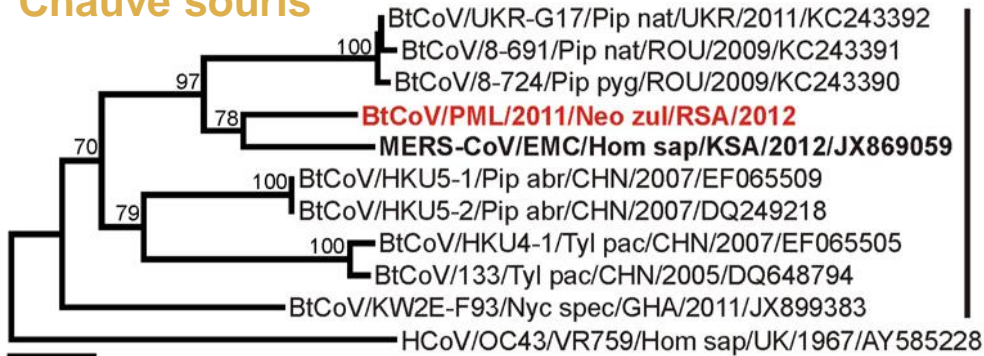 Chauve souris
BtCoV/UKR-G17/Pip nat/UKR/2011/KC243392
100
BtCoV/8-691/Pip nat/ROU/2009/KC243391
BtCoV/8-724/Pip pyg/ROU/2009/KC243390
97
78
BtCoV/PML/2011/Neo zul/RSA/2012
MERS-CoV/EMC/Hom sap/KSA/2012/JX869059
70
100
BtCoV/HKU5-1/Pip abr/CHN/2007/EF065509
BtCoV/HKU5-2/Pip abr/CHN/2007/DQ249218
79
100
BtCoV/HKU4-1/Tyl pac/CHN/2007/EF065505
BtCoV/133/Tyl pac/CHN/2005/DQ648794
BtCoV/KW2E-F93/Nyc spec/GHA/2011/JX899383
HCoV/OC43/VR759/Hom sap/UK/1967/AY585228